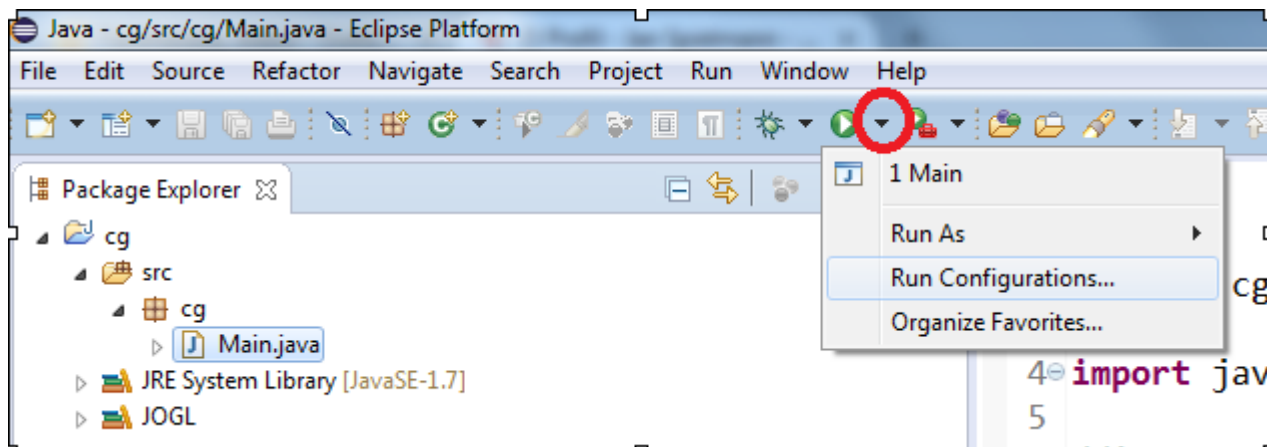 Java - cg/src/cg/Main.java - Eclipse Platform
File Edit Source Refactor Navigate Search Project Run Window Help
Package Explorer
1 Main
cg
Run As
src
Run Configurations...
cg
cg
Organize Favorites...
Main.java
JRE System Library [JavaSE-1.7]
4 import jav
JOGL
5